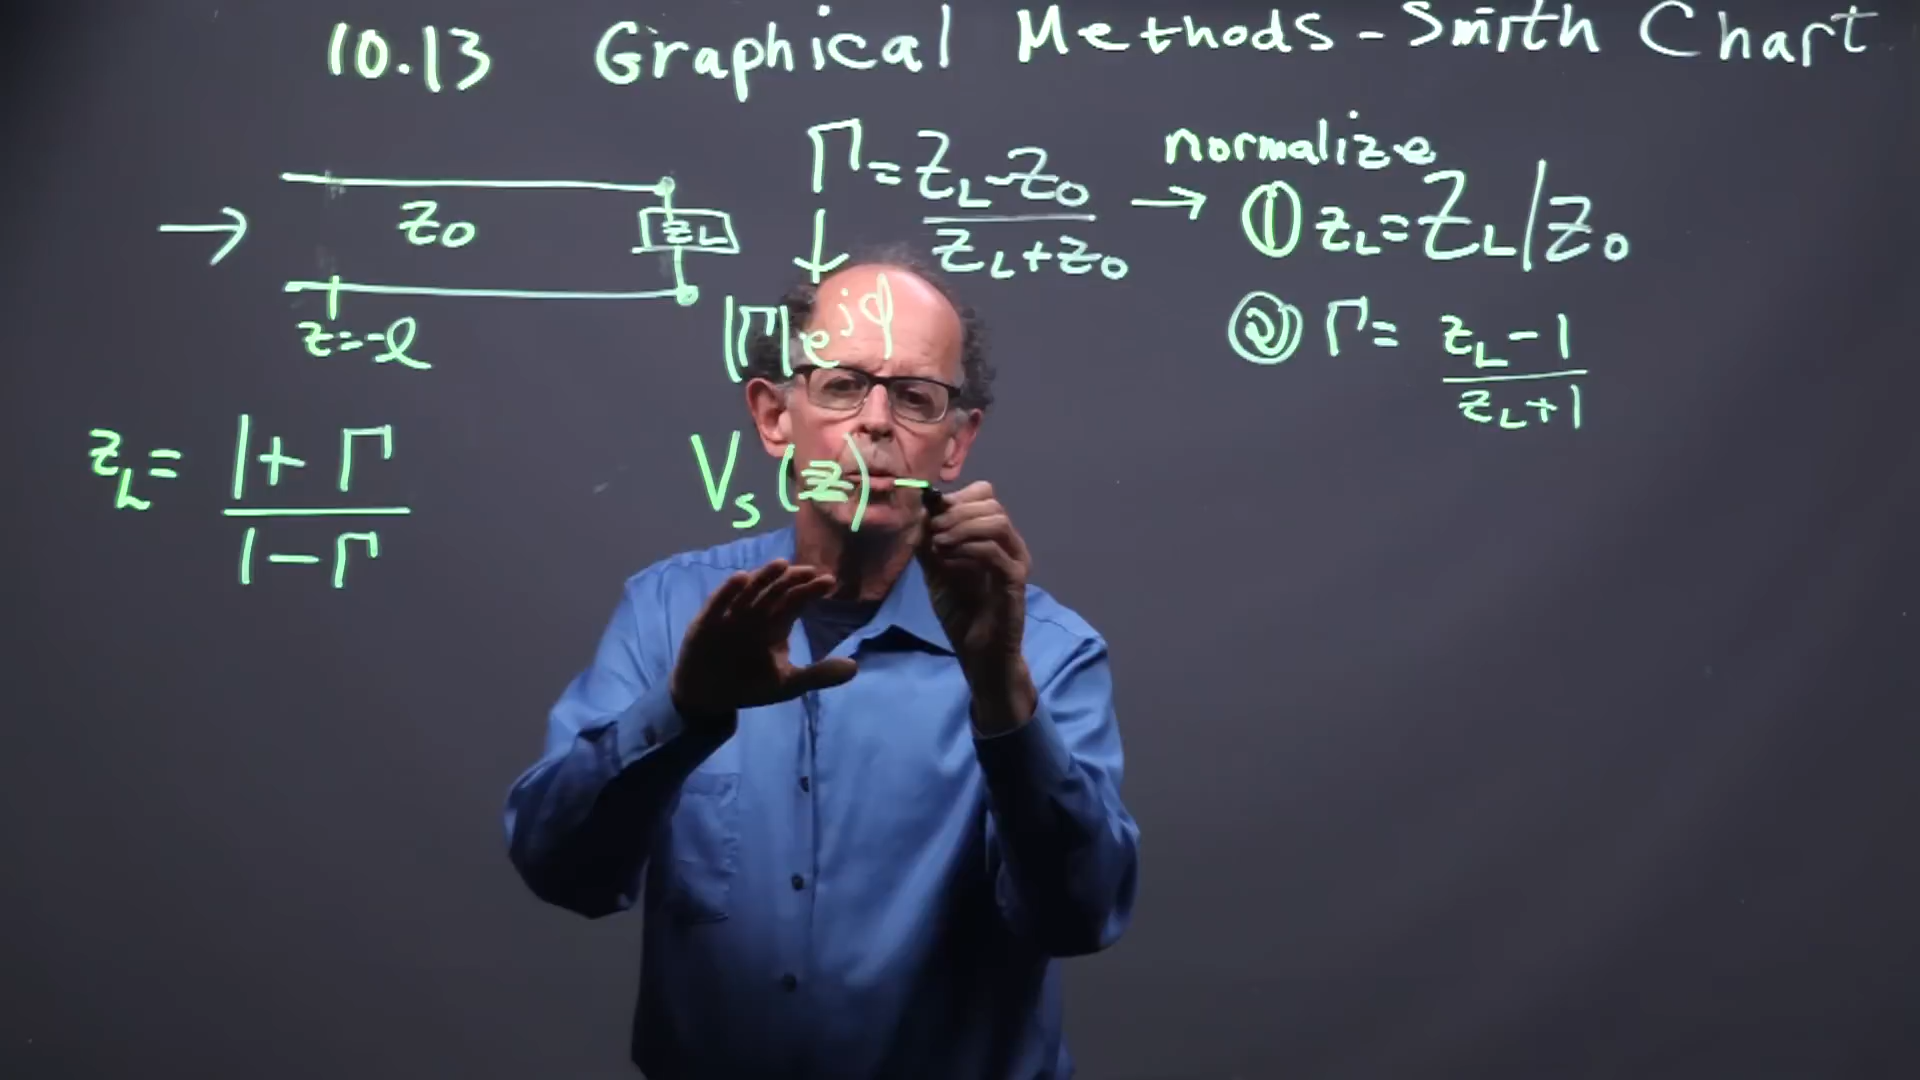 10.13 Graphical Methods - Smith Chart
Γ = Z_L - Z_0 / Z_L + Z_0 → normalize
① z_L = Z_L / Z_0
→ Z_0 Z_L
z = -l
↓
|Γ| e^{jφ}
② Γ = z_L - 1 / z_L + 1
z_L = 1 + Γ / 1 - Γ
V_s (z) -